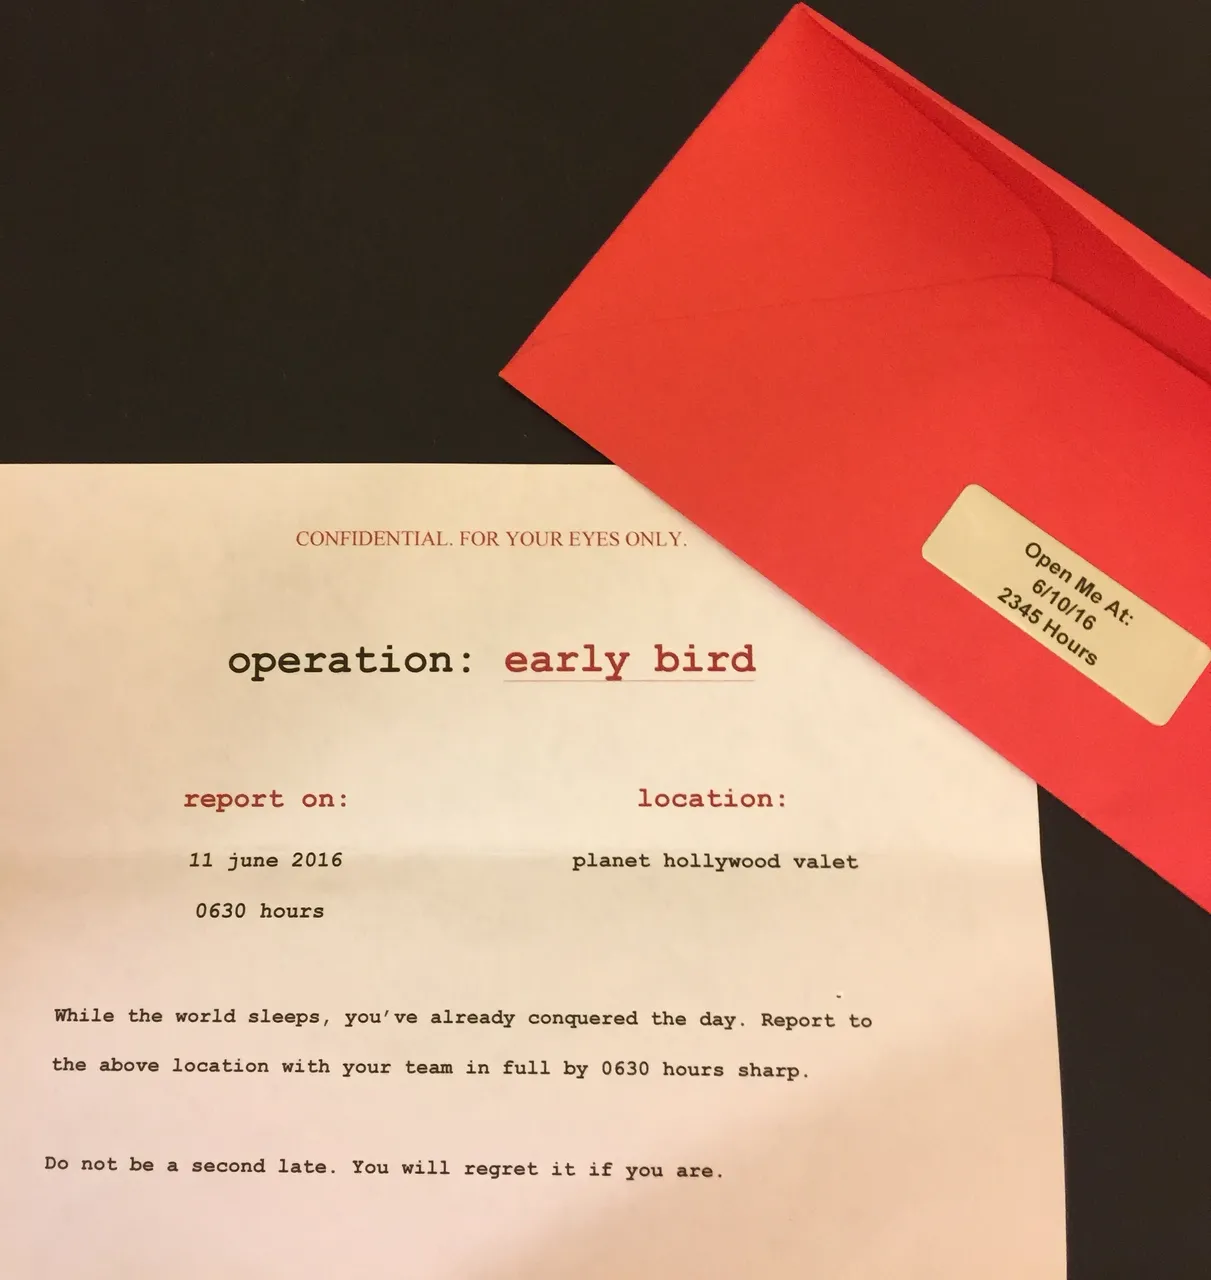 CONFIDENTIAL. FOR YOUR EYES ONLY.
operation: early bird
report on:
location:
11 june 2016
planet hollywood valet
0630 hours
While the world sleeps, you've already conquered the day. Report to
the above location with your team in full by 0630 hours sharp.
Do not be a second late. You will regret it if you are.
Open Me At:
6/10/16
2345 Hours